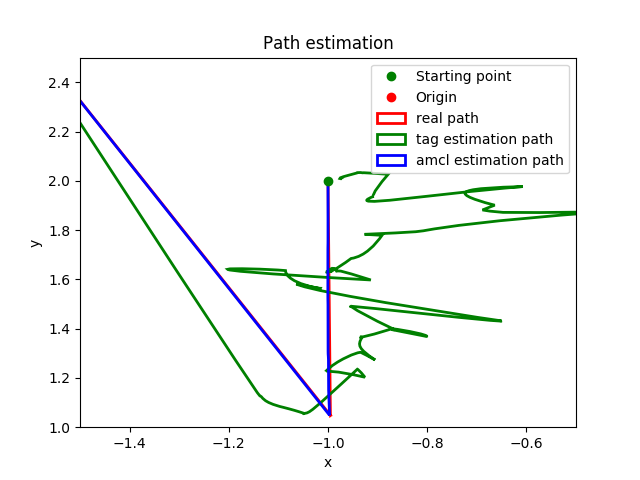 Path estimation
Starting point
Origin
real path
tag estimation path
amcl estimation path
y
2.4
2.2
2.0
1.8
1.6
1.4
1.2
1.0
−1.4
−1.2
−1.0
−0.8
−0.6
x